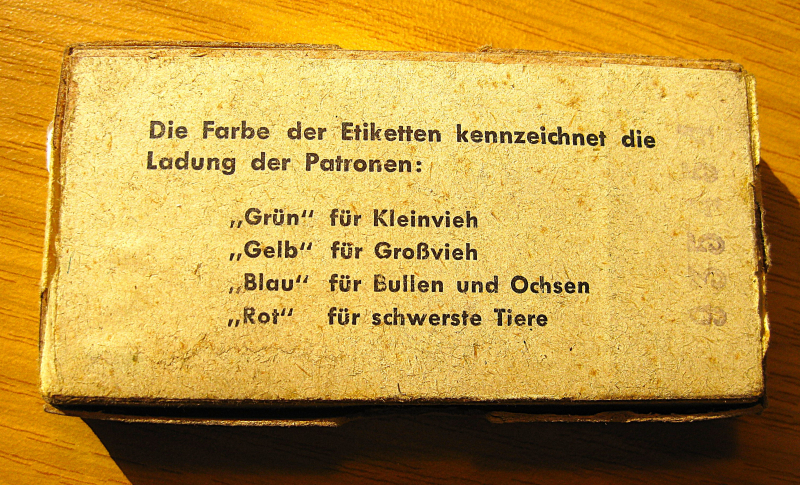 Die Farbe der Etiketten kennzeichnet die
Ladung der Patronen:
„Grün“ für Kleinvieh
„Gelb“ für Großvieh
„Blau“ für Bullen und Ochsen
„Rot“ für schwerste Tiere